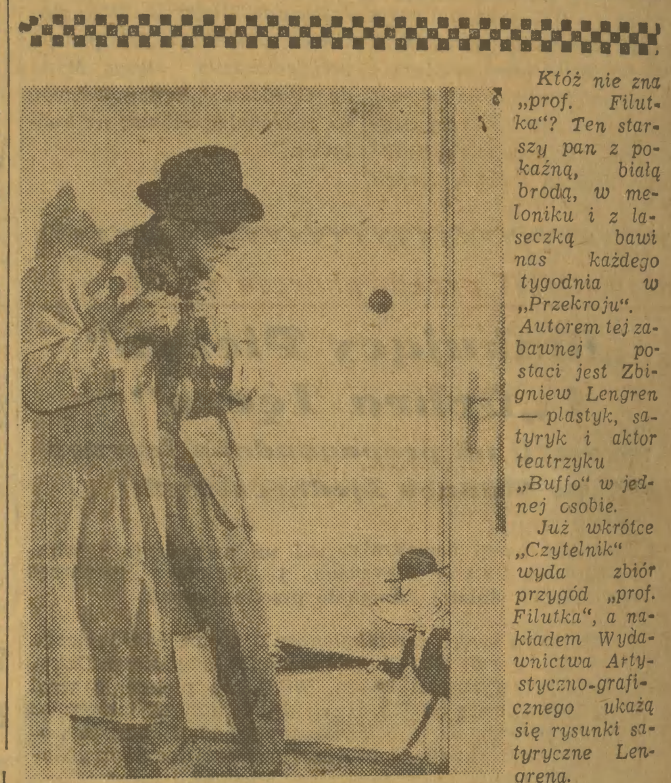 Któż nie zna
„prof. Filut-
ka“? Ten star-
szy pan z po-
kaźną, białą
brodą, w me-
loniku i z la-
seczką bawi
nas każdego
tygodnia w
„Przekroju“.
Autorem tej za-
bawnej po-
staci jest Zbi-
gniew Lengren
— plastyk, sa-
tyryk i aktor
teatrzyku
„Buffo“ w jed-
nej osobie.
Już wkrótce
„Czytelnik“
wyda zbiór
przygód „prof.
Filutka“, a na-
kładem Wyda-
wnictwa Arty-
styczno-grafi-
cznego ukażą
się rysunki sa-
tyryczne Len-
grena.